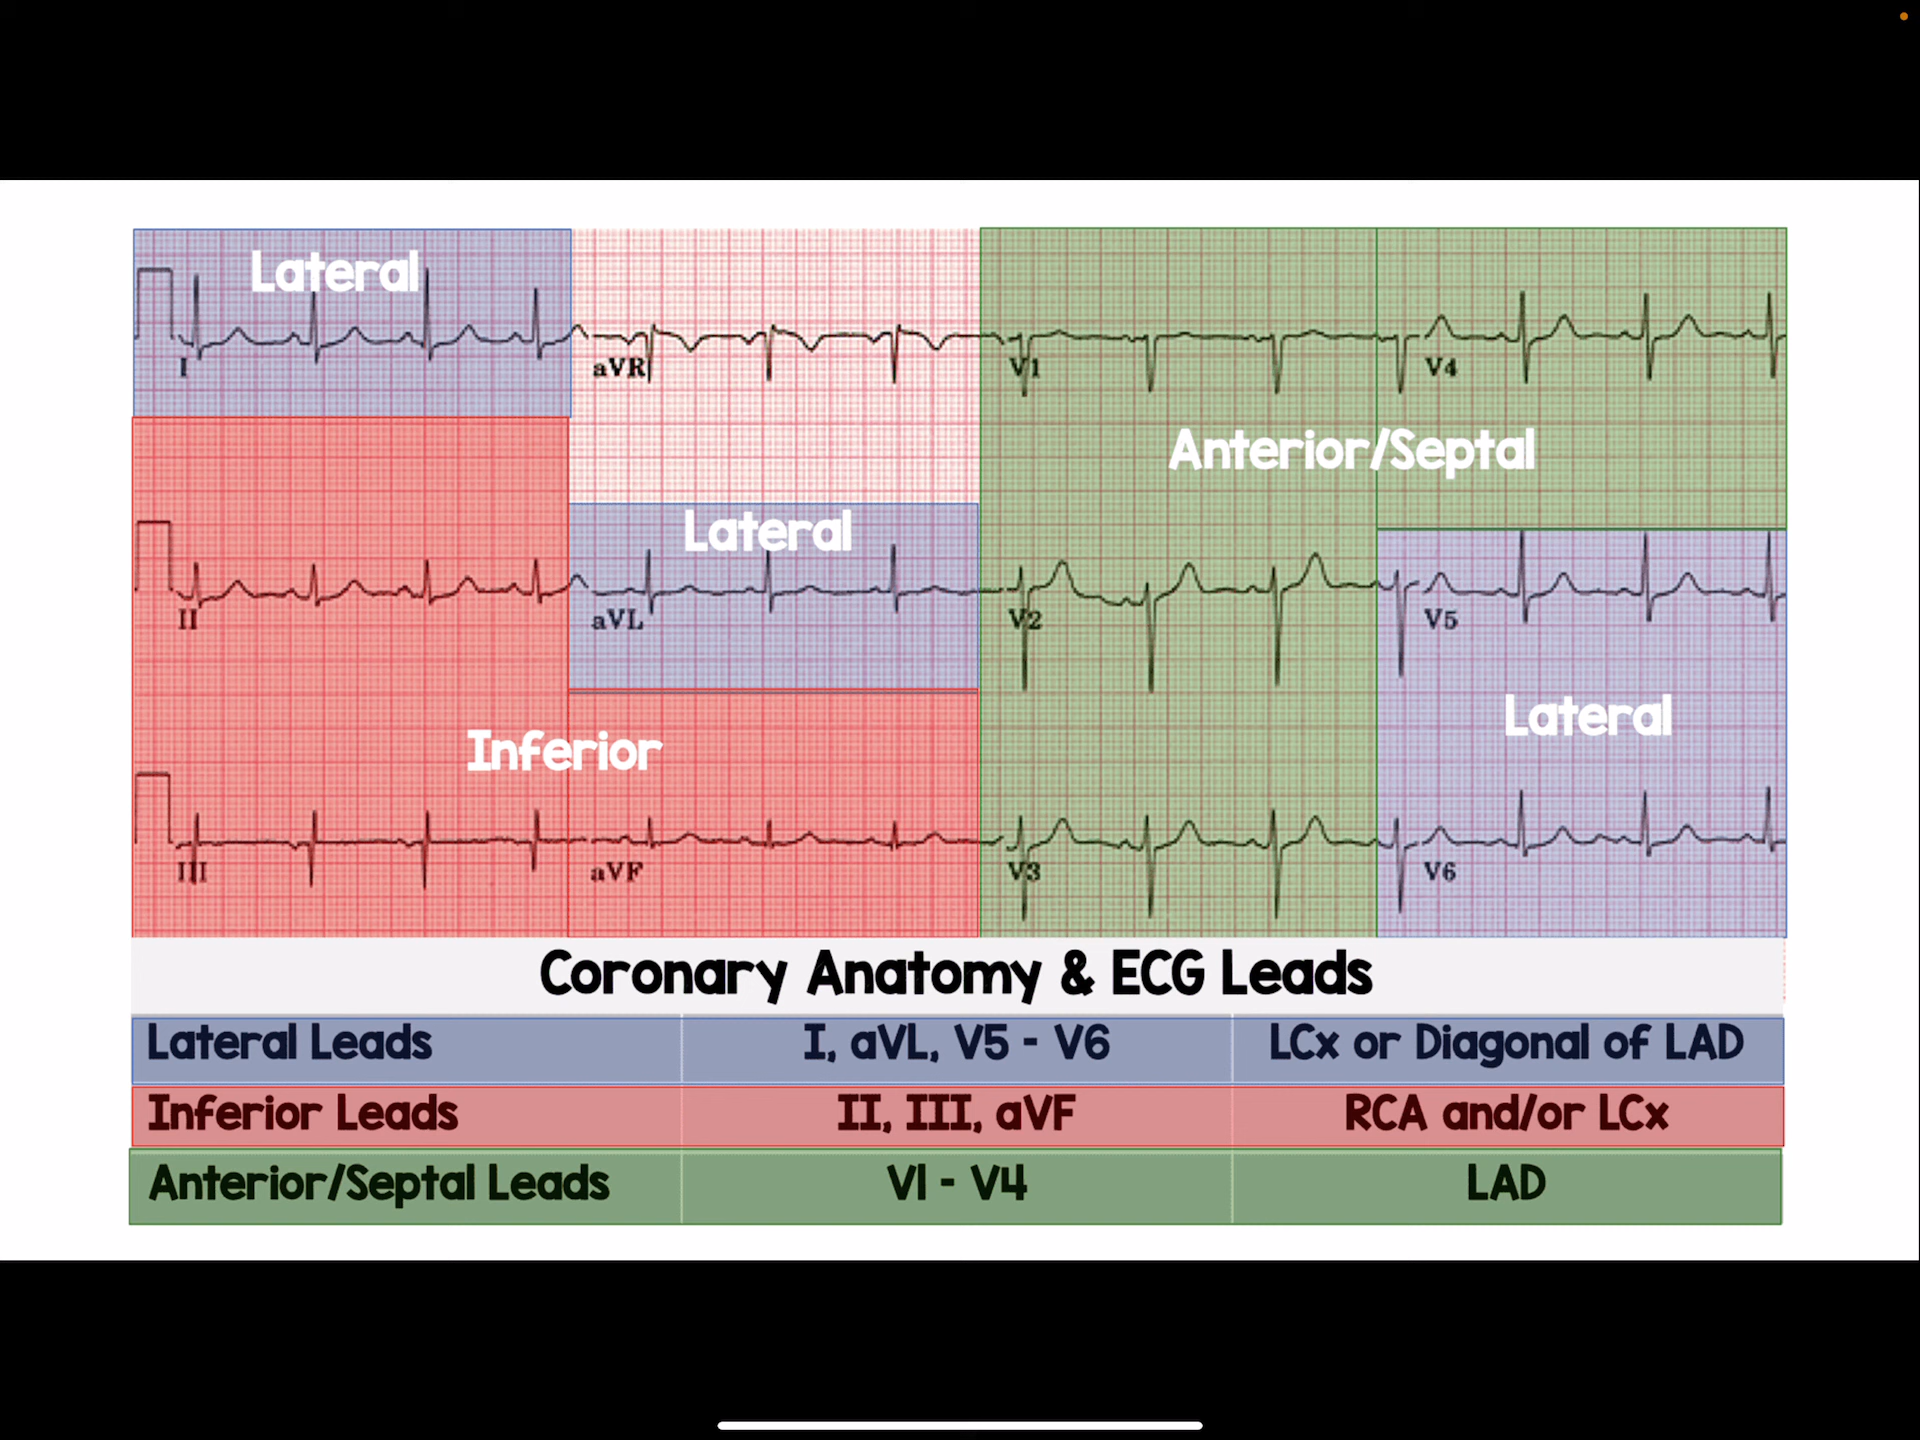 Lateral
I
aVR
V1
V4
Anterior/Septal
Lateral
II
aVL
V2
V5
Lateral
Inferior
III
aVF
V3
V6
Coronary Anatomy & ECG Leads
Lateral Leads I, aVL, V5 - V6 LCx or Diagonal of LAD
Inferior Leads II, III, aVF RCA and/or LCx
Anterior/Septal Leads V1 - V4 LAD